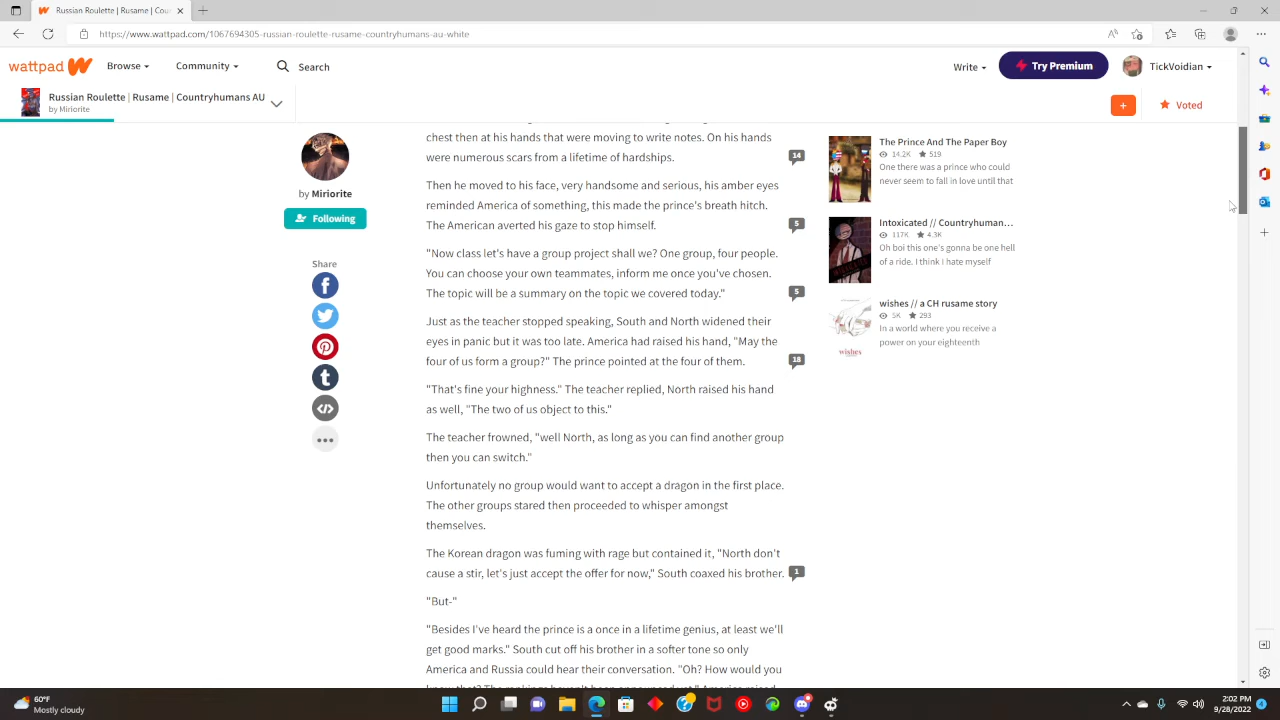 Russian Roulette | Rusame | Cou
https://www.wattpad.com/1067694305-russian-roulette-rusame-countryhumans-au-white
wattpad
Browse
Community
Search
Write
Try Premium
TickVoidian
Russian Roulette | Rusame | Countryhumans AU
by Miriorite
+
Voted
by Miriorite
Following
Share
chest then at his hands that were moving to write notes. On his hands
were numerous scars from a lifetime of hardships.
14
Then he moved to his face, very handsome and serious, his amber eyes
reminded America of something, this made the prince's breath hitch.
The American averted his gaze to stop himself.
5
"Now class let's have a group project shall we? One group, four people.
You can choose your own teammates, inform me once you've chosen.
The topic will be a summary on the topic we covered today."
5
Just as the teacher stopped speaking, South and North widened their
eyes in panic but it was too late. America had raised his hand, "May the
four of us form a group?" The prince pointed at the four of them.
18
"That's fine your highness." The teacher replied, North raised his hand
as well, "The two of us object to this."
The teacher frowned, "well North, as long as you can find another group
then you can switch."
Unfortunately no group would want to accept a dragon in the first place.
The other groups stared then proceeded to whisper amongst
themselves.
The Korean dragon was fuming with rage but contained it, "North don't
cause a stir, let's just accept the offer for now," South coaxed his brother.
1
"But-"
"Besides I've heard the prince is a once in a lifetime genius, at least we'll
get good marks." South cut off his brother in a softer tone so only
America and Russia could hear their conversation. "Oh? How would you
The Prince And The Paper Boy
14.2K 519
One there was a prince who could
never seem to fall in love until that
Intoxicated // Countryhuman...
117K 4.3K
Oh boi this one's gonna be one hell
of a ride. I think I hate myself
wishes // a CH rusame story
5K 293
In a world where you receive a
power on your eighteenth
wishes
60°F
Mostly cloudy
2:02 PM
9/28/2022